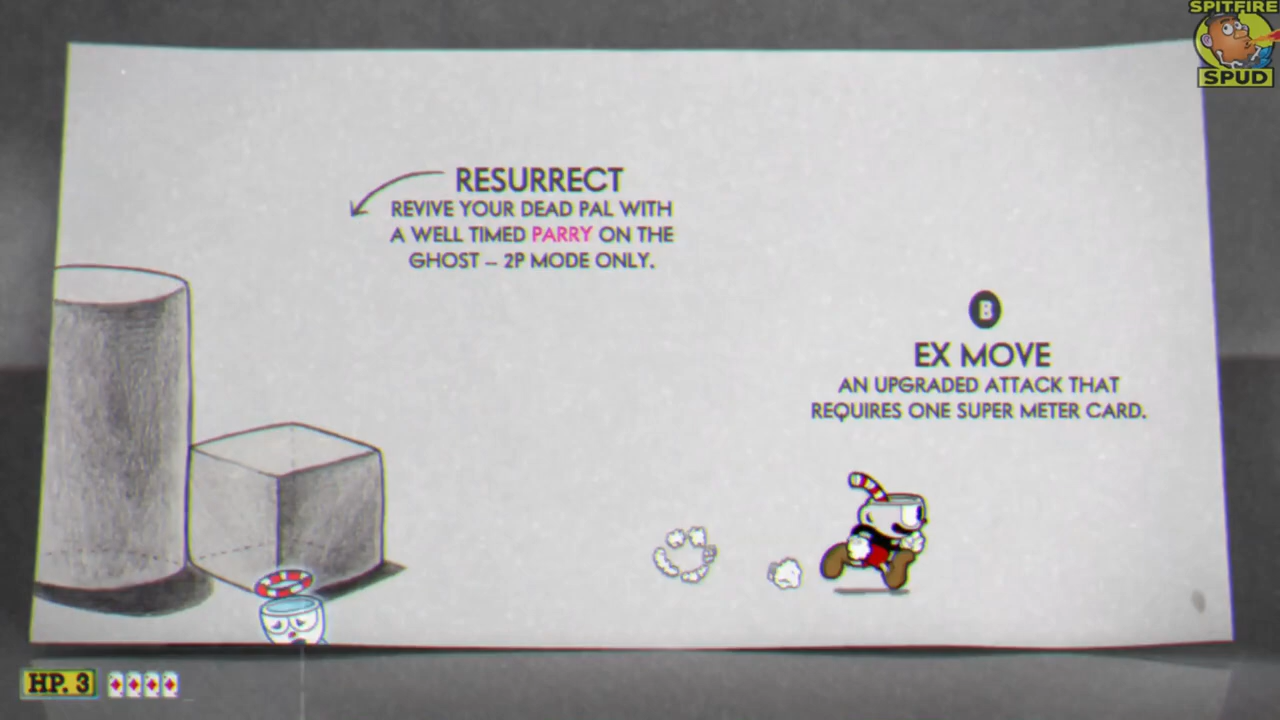 SPITFIRE
SPUD
RESURRECT
REVIVE YOUR DEAD PAL WITH
A WELL TIMED PARRY ON THE
GHOST – 2P MODE ONLY.
B
EX MOVE
AN UPGRADED ATTACK THAT
REQUIRES ONE SUPER METER CARD.
HP. 3